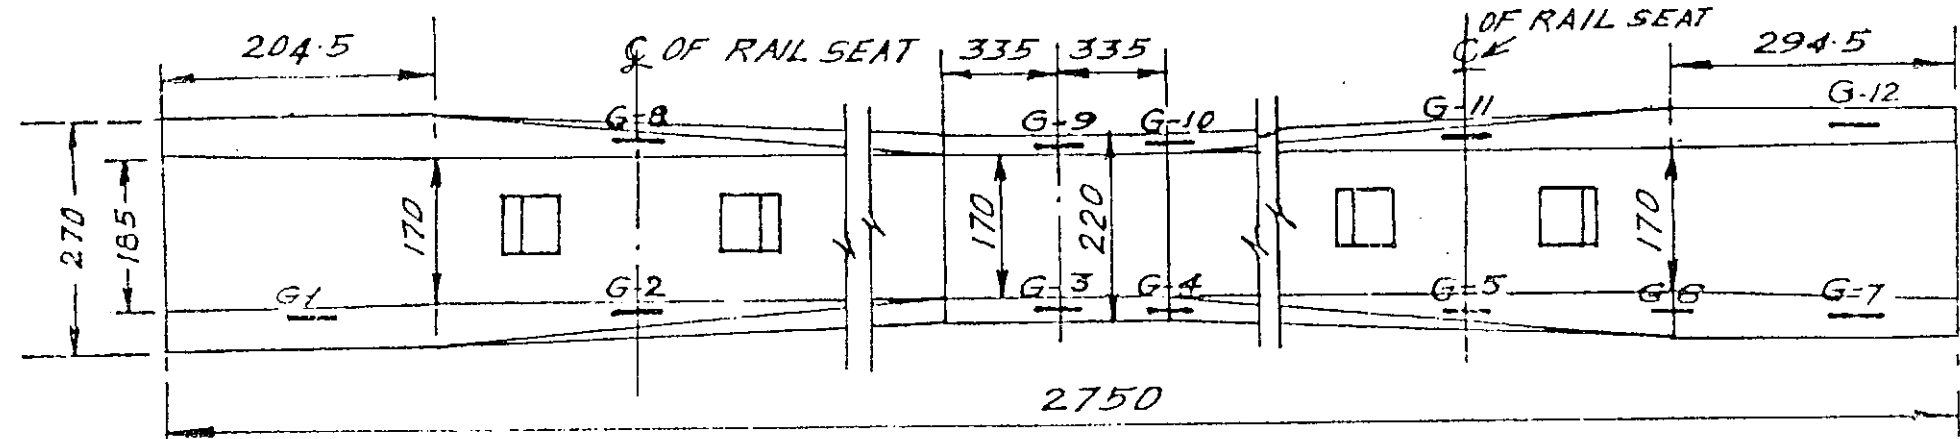 OF RAIL SEAT
204.5
℄ OF RAIL SEAT
335
335
℄
294.5
G-8
G-9
G-10
G-11
G-12
270
185
170
170
220
170
G1
G-2
G-3
G-4
G-5
G-6
G-7
2750